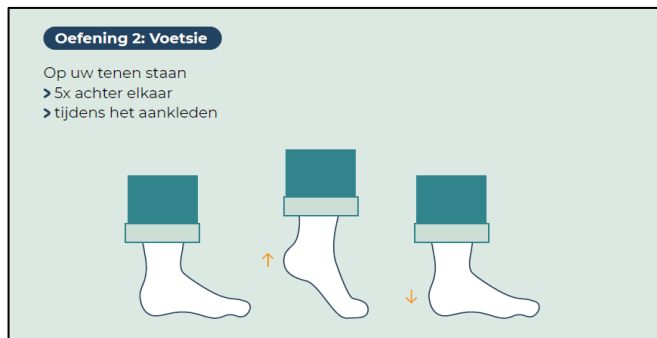 Oefening 2: Voetsie
Op uw tenen staan
> 5x achter elkaar
> tijdens het aankleden